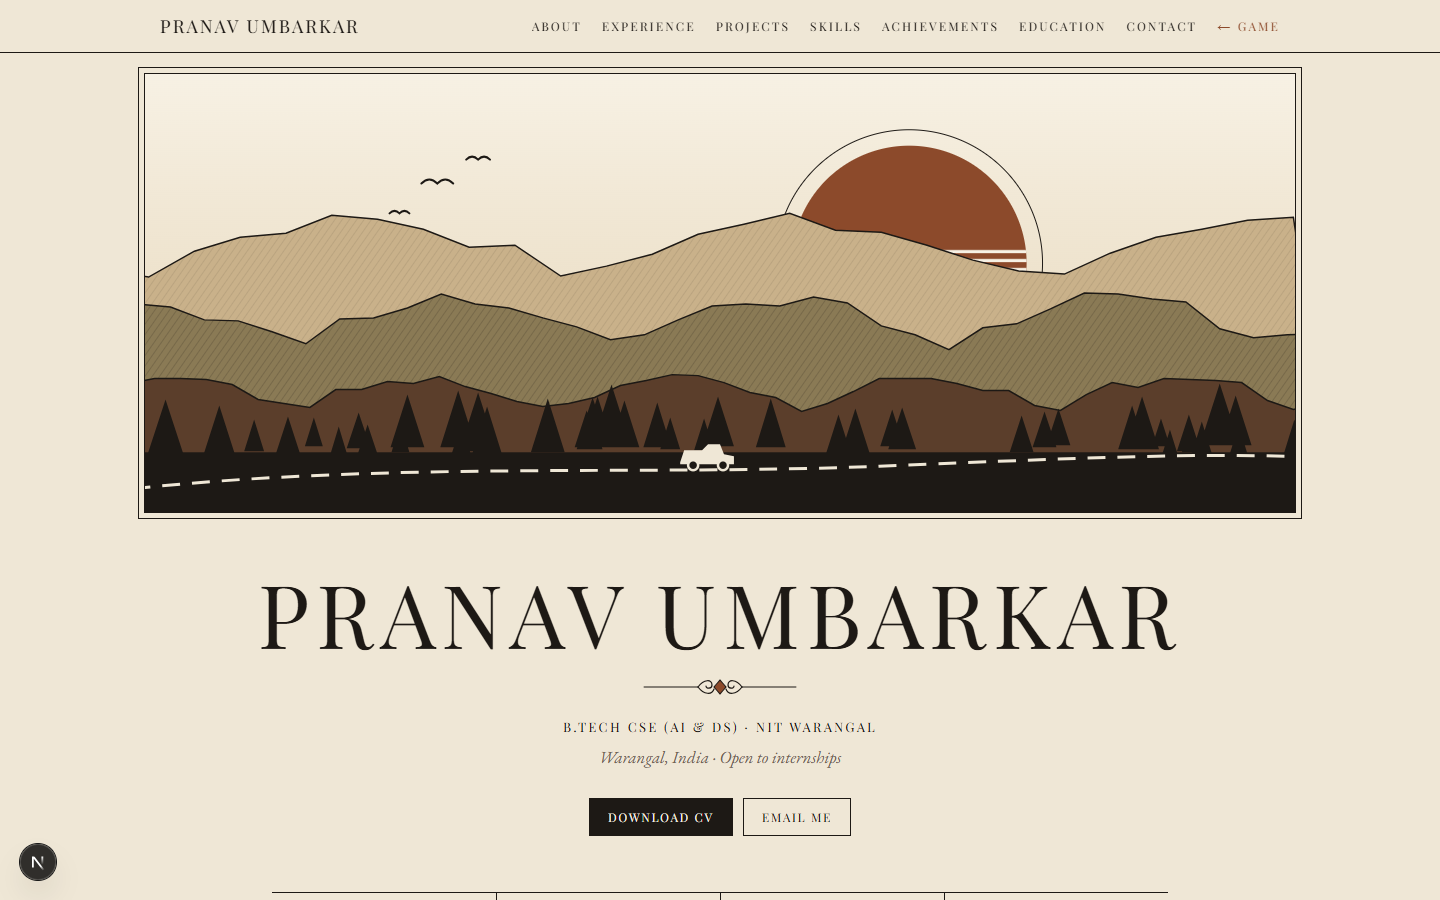 PRANAV UMBARKAR
ABOUT EXPERIENCE PROJECTS SKILLS ACHIEVEMENTS EDUCATION CONTACT ← GAME
PRANAV UMBARKAR
B.TECH CSE (AI & DS) · NIT WARANGAL
Warangal, India · Open to internships
DOWNLOAD CV
EMAIL ME
N